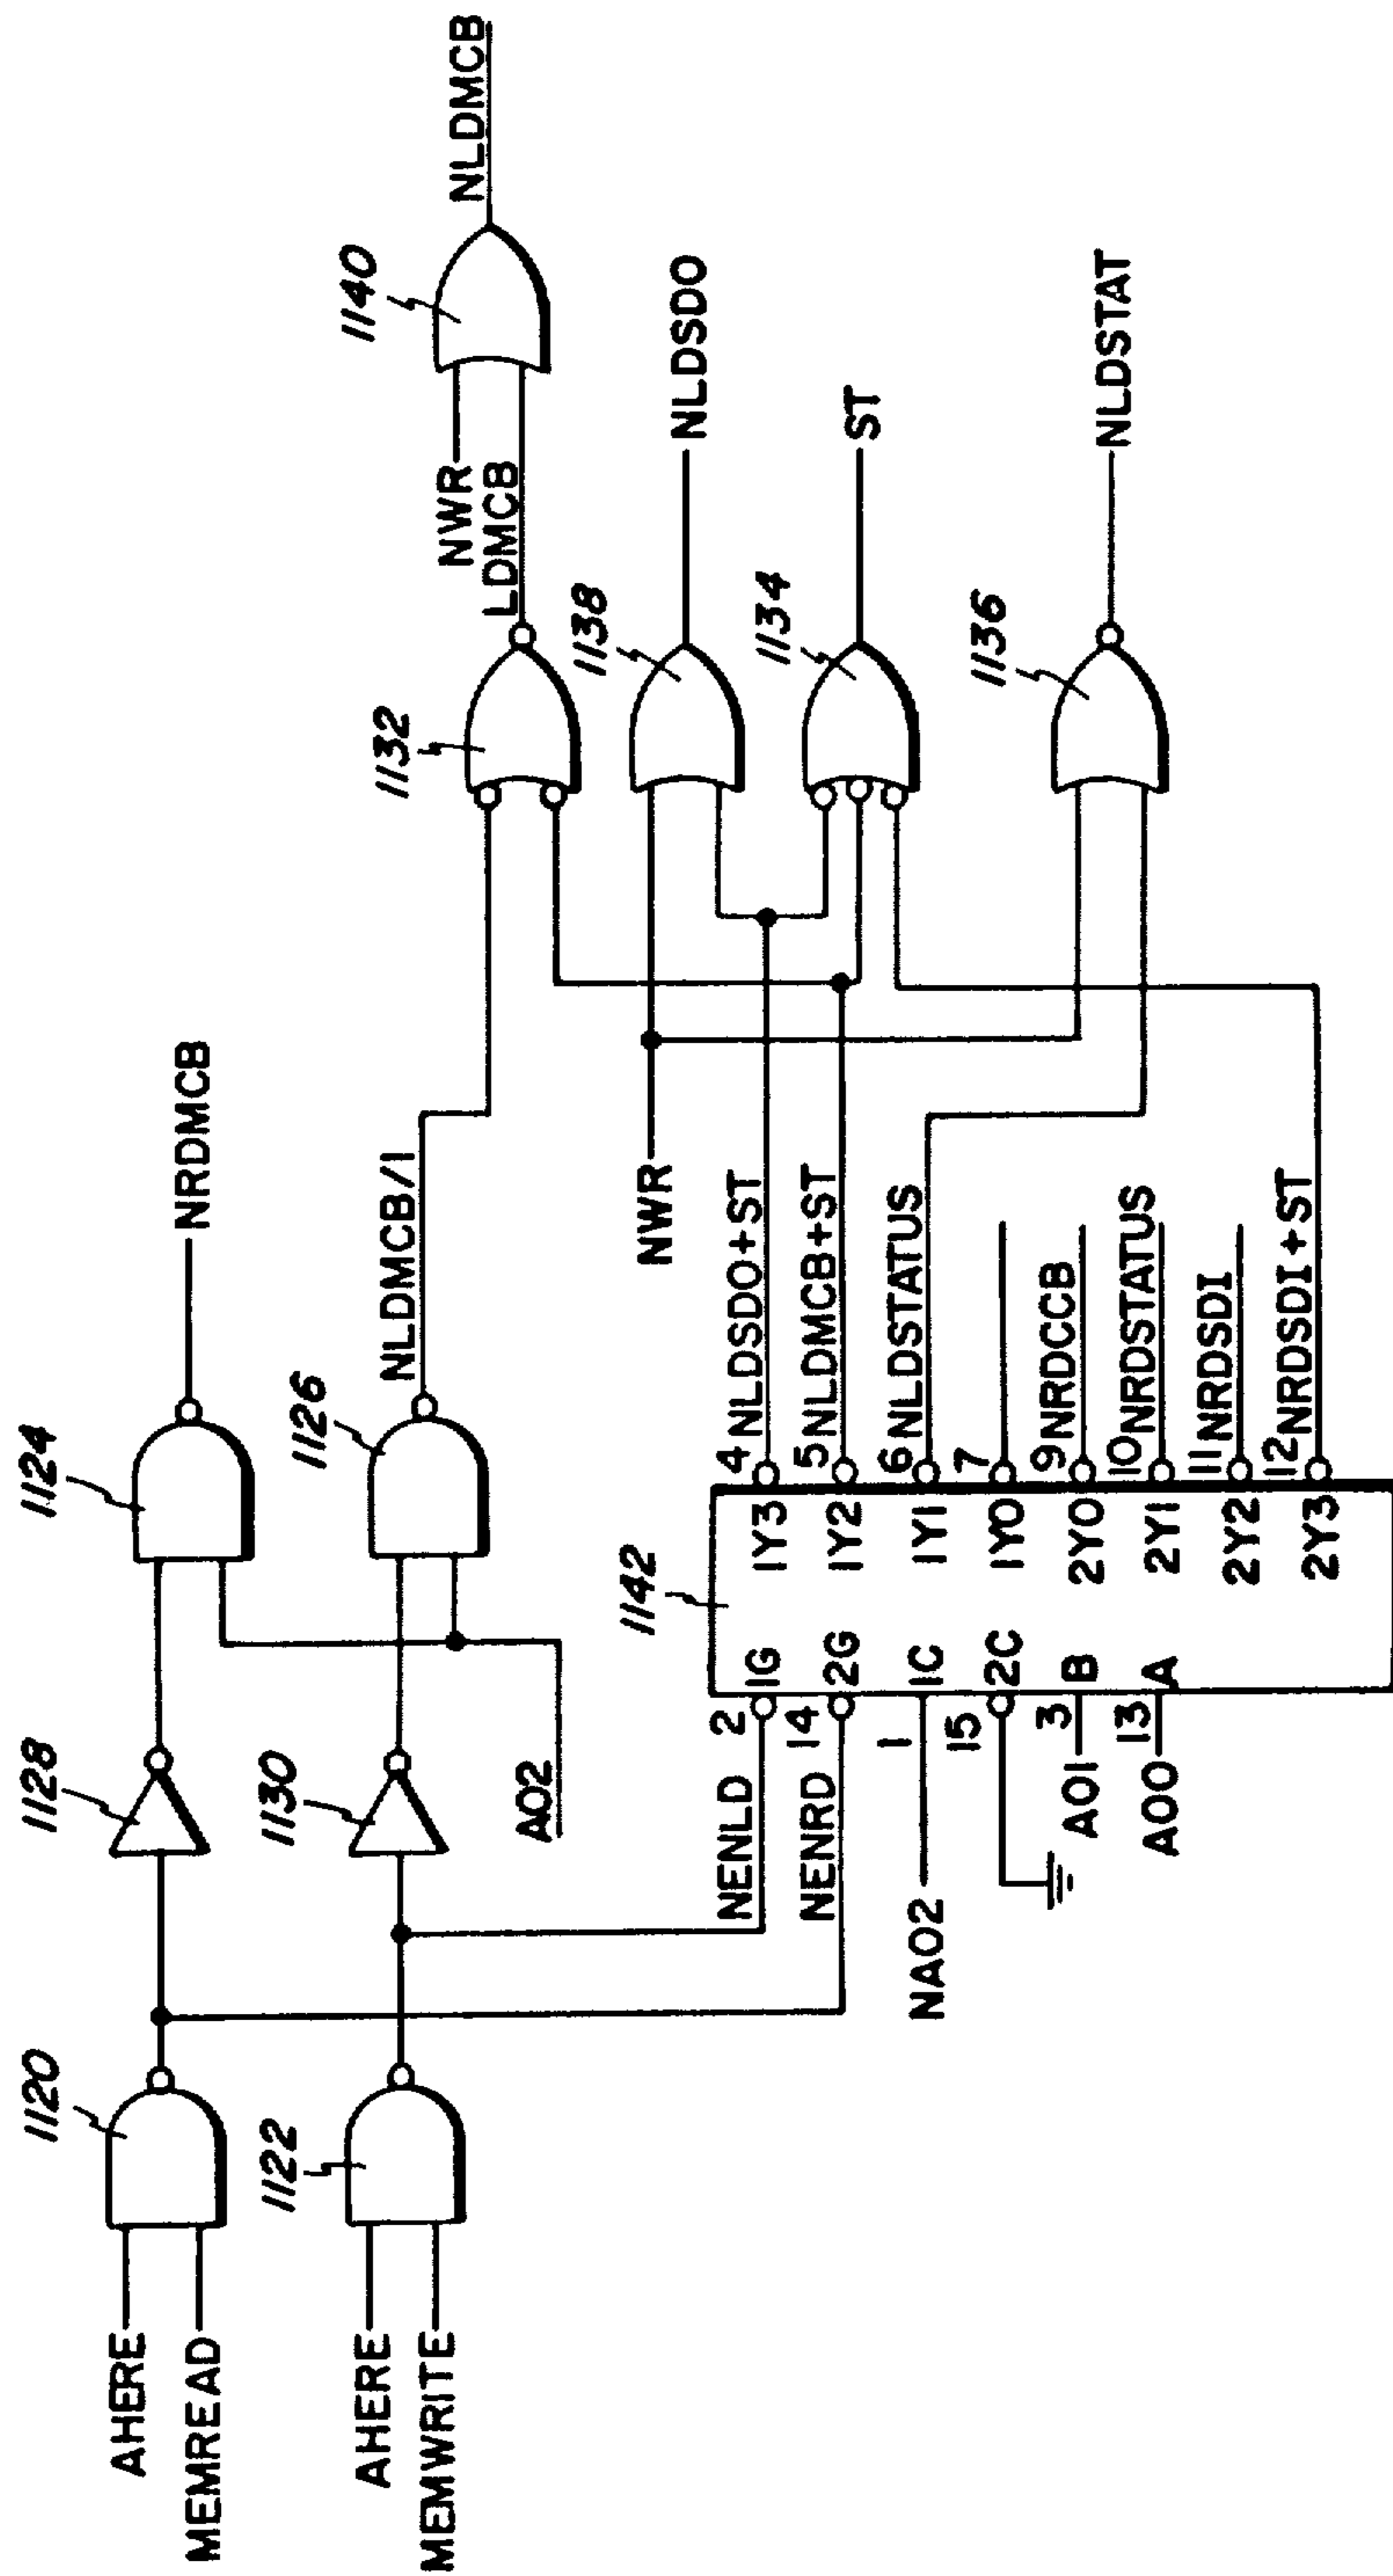 AHERE
MEMREAD
1120
1128
1124
NRDMCB
AHERE
MEMWRITE
1122
1130
1126
A02
NLDMCB/1
1132
NWR
LDMCB
1140
NLDMCB
NWR
1138
NLDSDO
1134
ST
1136
NLDSTAT
1142
NENLD
2
1G
NENRD
14
2G
NA02
1
1C
15
2C
A01
3
B
A00
13
A
1Y3
4
NLDSDO+ST
1Y2
5
NLDMCB+ST
1Y1
6
NLDSTATUS
1Y0
7
2Y0
9
NRDCCB
2Y1
10
NRDSTATUS
2Y2
11
NRDSDI
2Y3
12
NRDSDI+ST